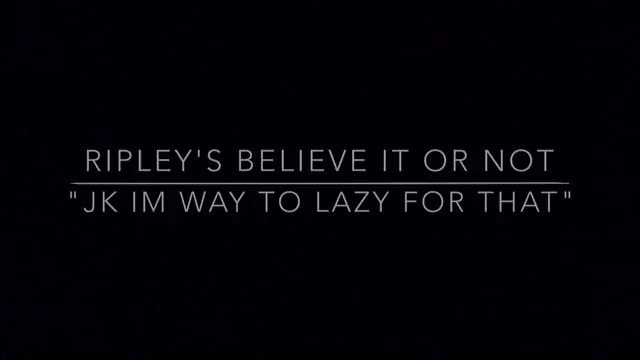 RIPLEY'S BELIEVE IT OR NOT
"JK IM WAY TO LAZY FOR THAT"